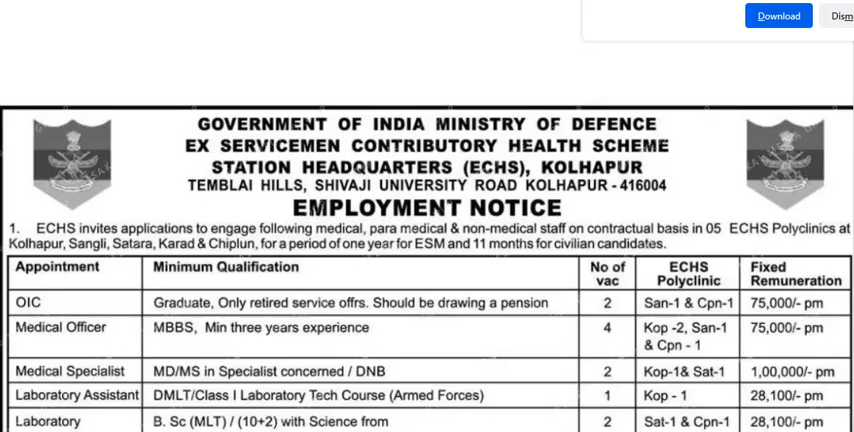 Download
Dism
GOVERNMENT OF INDIA MINISTRY OF DEFENCE
EX SERVICEMEN CONTRIBUTORY HEALTH SCHEME
STATION HEADQUARTERS (ECHS), KOLHAPUR
TEMBLAI HILLS, SHIVAJI UNIVERSITY ROAD KOLHAPUR - 416004
EMPLOYMENT NOTICE
1. ECHS invites applications to engage following medical, para medical & non-medical staff on contractual basis in 05 ECHS Polyclinics at
Kolhapur, Sangli, Satara, Karad & Chiplun, for a period of one year for ESM and 11 months for civilian candidates.
Appointment Minimum Qualification No of vac ECHS Polyclinic Fixed Remuneration
OIC Graduate, Only retired service offrs. Should be drawing a pension 2 San-1 & Cpn-1 75,000/- pm
Medical Officer MBBS, Min three years experience 4 Kop -2, San-1 & Cpn - 1 75,000/- pm
Medical Specialist MD/MS in Specialist concerned / DNB 2 Kop-1& Sat-1 1,00,000/- pm
Laboratory Assistant DMLT/Class I Laboratory Tech Course (Armed Forces) 1 Kop - 1 28,100/- pm
Laboratory B. Sc (MLT) / (10+2) with Science from 2 Sat-1 & Cpn-1 28,100/- pm